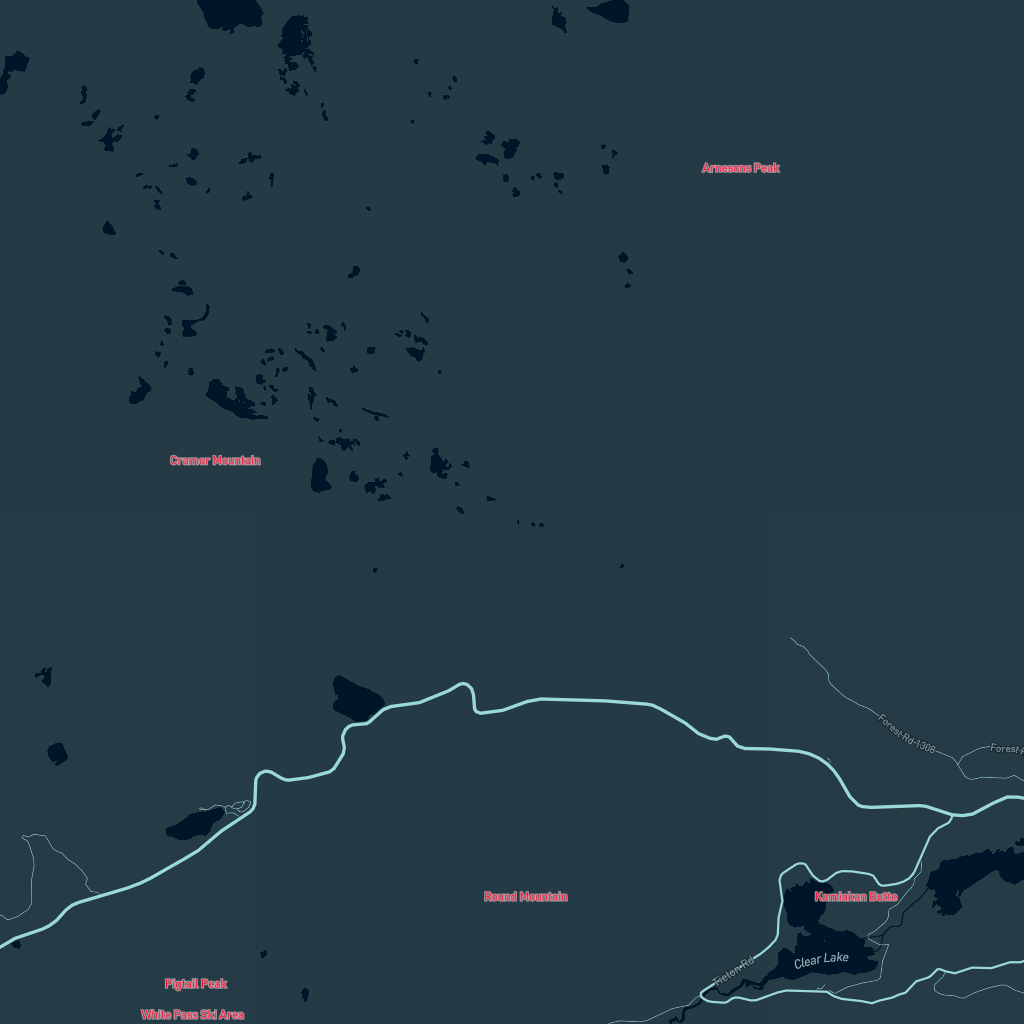 Arnesons Peak
Cramer Mountain
Forest Rd 1308
Round Mountain
Kamiakan Butte
Clear Lake
Tieton Rd
Pigtail Peak
White Pass Ski Area